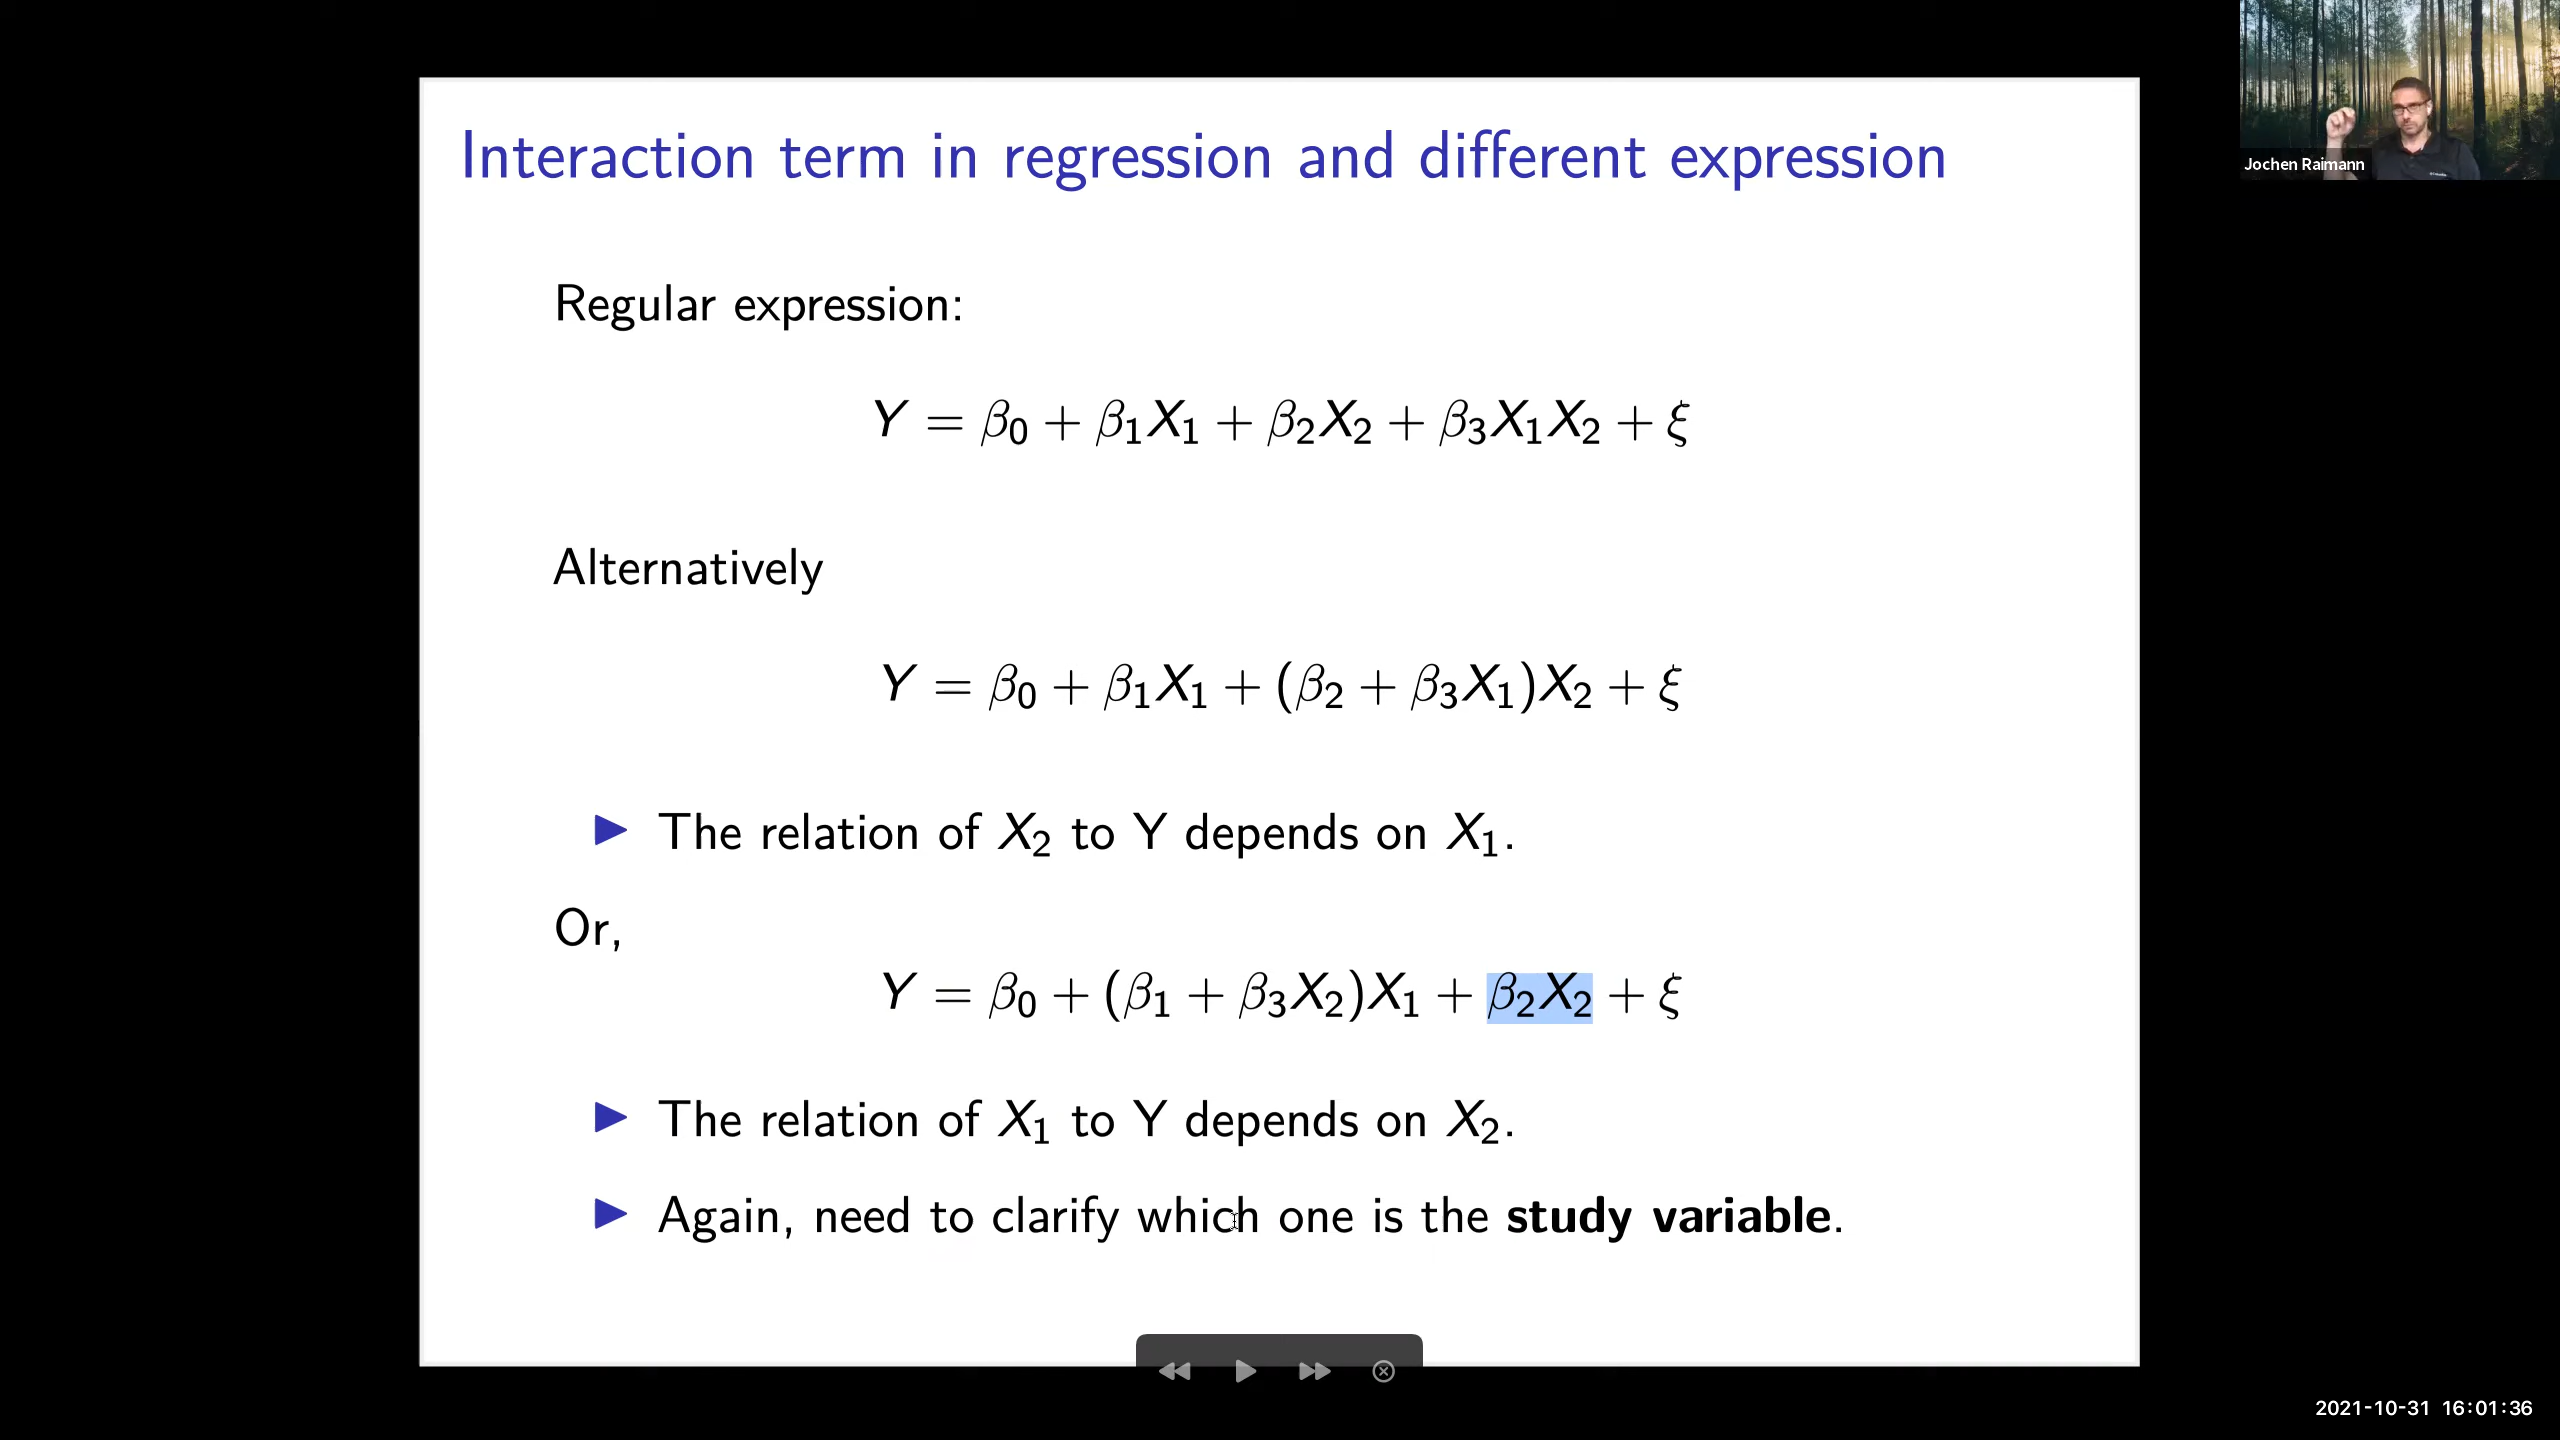 Interaction term in regression and different expression
Jochen Raimann
Regular expression:
Y = β₀ + β₁X₁ + β₂X₂ + β₃X₁X₂ + ξ
Alternatively
Y = β₀ + β₁X₁ + (β₂ + β₃X₁)X₂ + ξ
▶ The relation of X₂ to Y depends on X₁.
Or,
Y = β₀ + (β₁ + β₃X₂)X₁ + β₂X₂ + ξ
▶ The relation of X₁ to Y depends on X₂.
▶ Again, need to clarify which one is the study variable.
2021-10-31 16:01:36